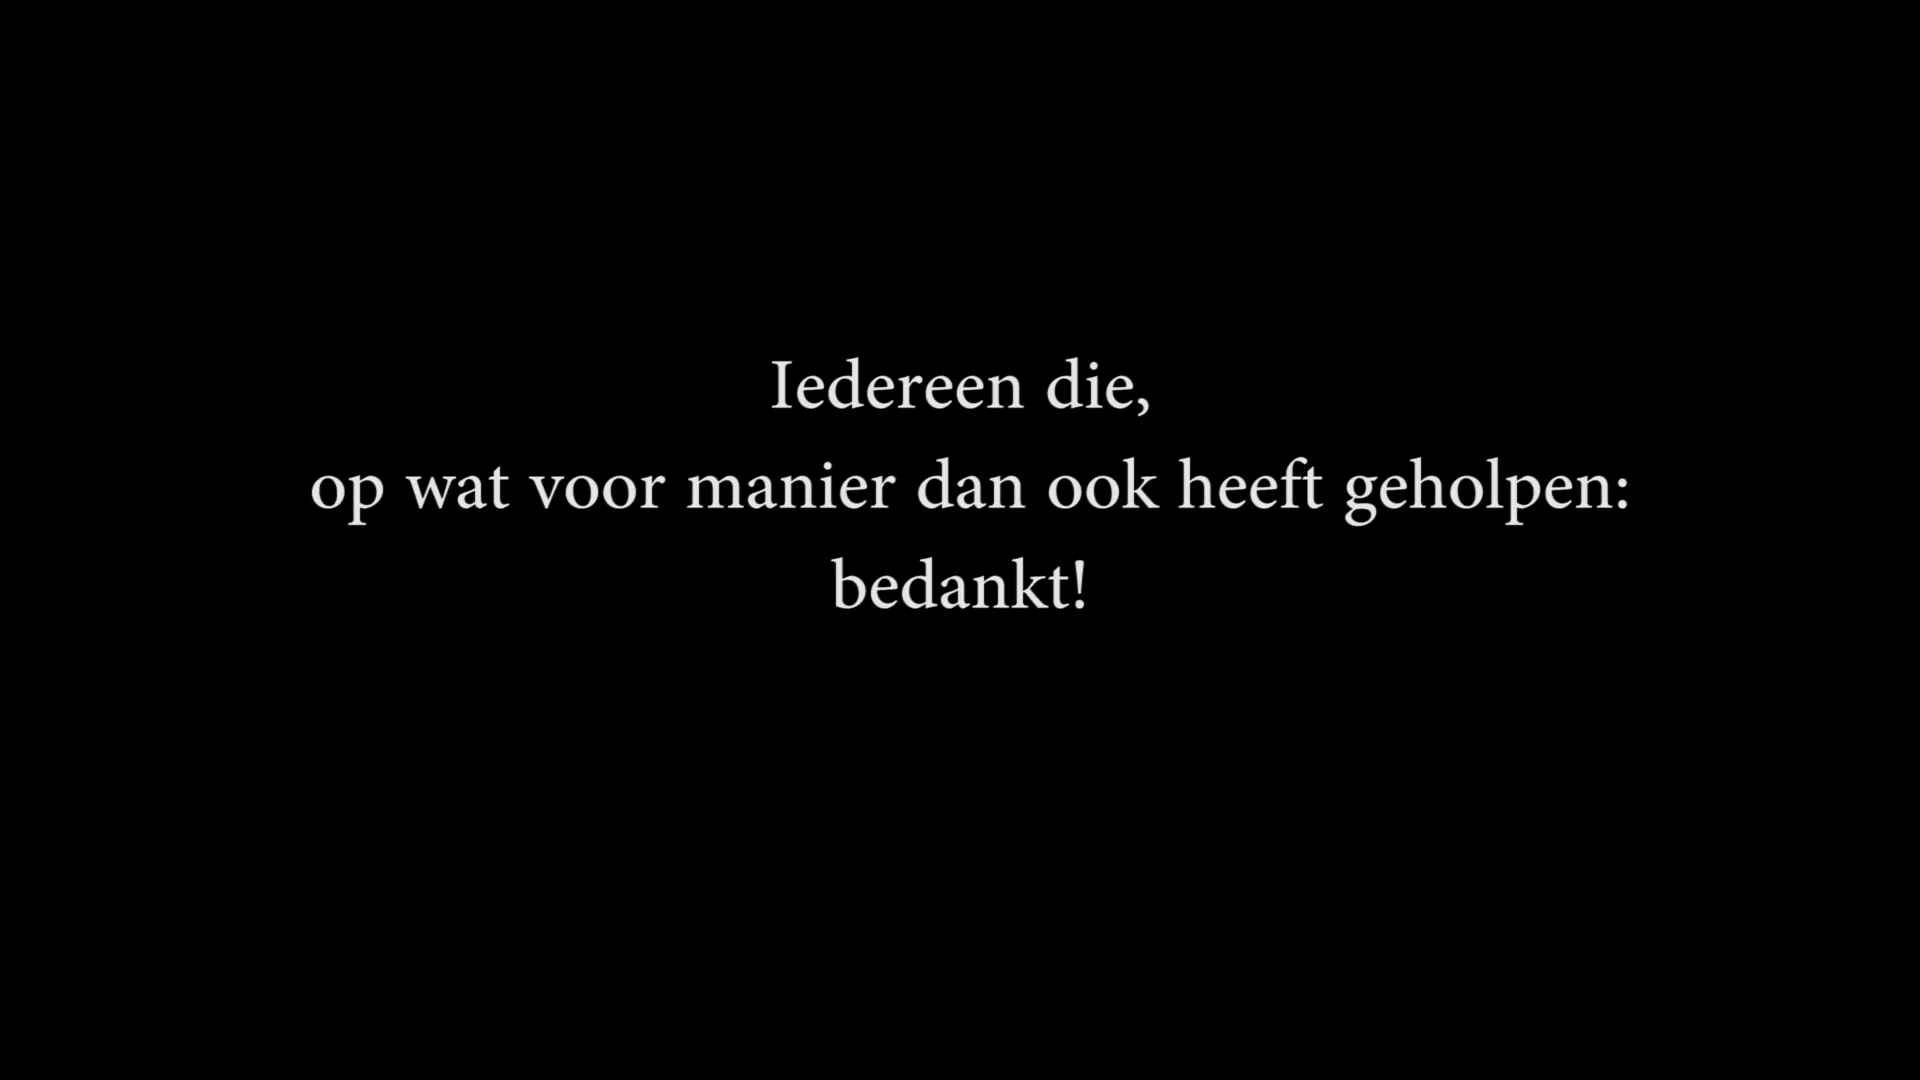 Iedereen die,
op wat voor manier dan ook heeft geholpen:
bedankt!